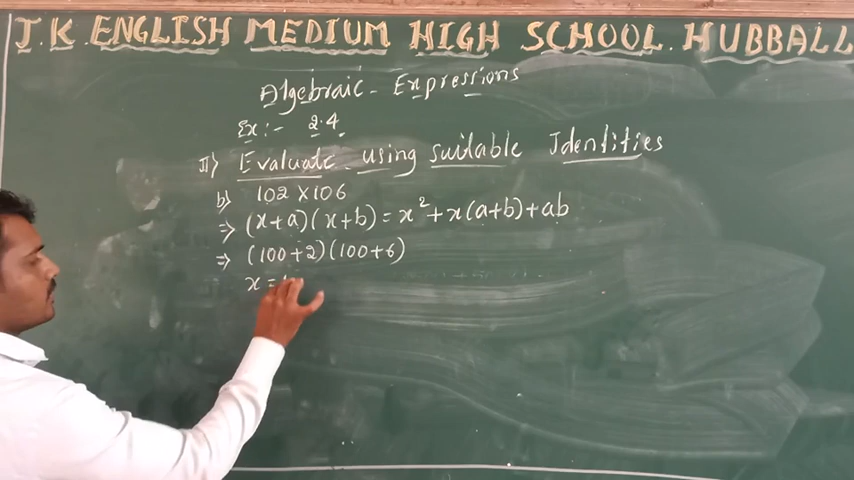 J.K ENGLISH MEDIUM HIGH SCHOOL. HUBBALL
Algebraic - Expressions
Ex:- 2.4.
II) Evaluate using suitable Identities
b) 102 × 106
⇒ (x+a)(x+b) = x² + x(a+b) + ab
⇒ (100+2)(100+6)
x =